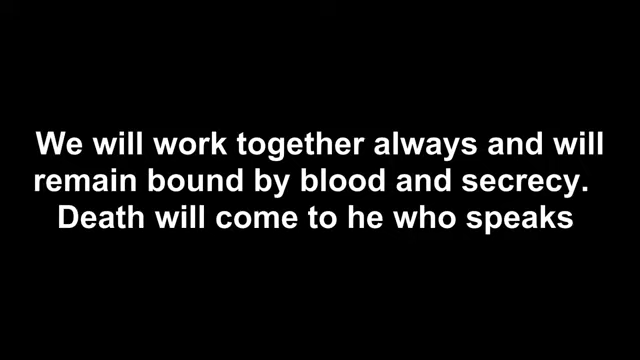 We will work together always and will
remain bound by blood and secrecy.
Death will come to he who speaks